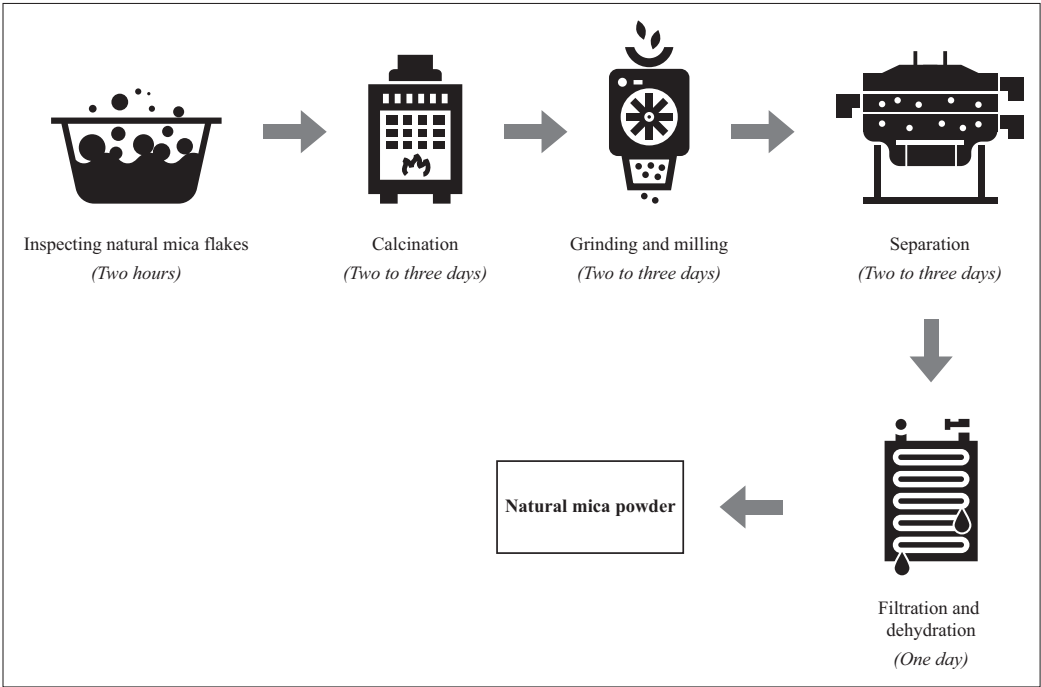 Inspecting natural mica flakes
(Two hours)
Calcination
(Two to three days)
Grinding and milling
(Two to three days)
Separation
(Two to three days)
Filtration and
dehydration
(One day)
Natural mica powder